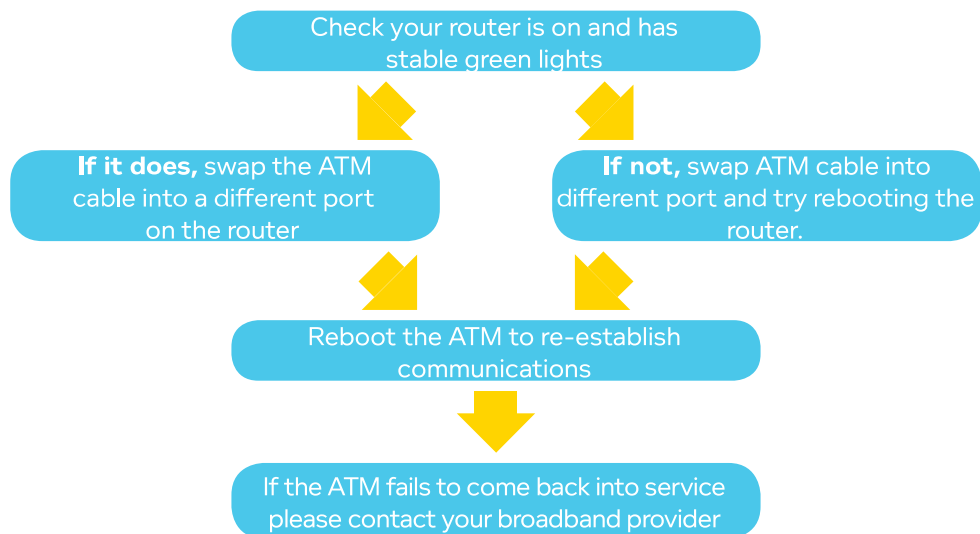 Check your router is on and has
stable green lights
If it does, swap the ATM
cable into a different port
on the router
If not, swap ATM cable into
different port and try rebooting the
router.
Reboot the ATM to re-establish
communications
If the ATM fails to come back into service
please contact your broadband provider